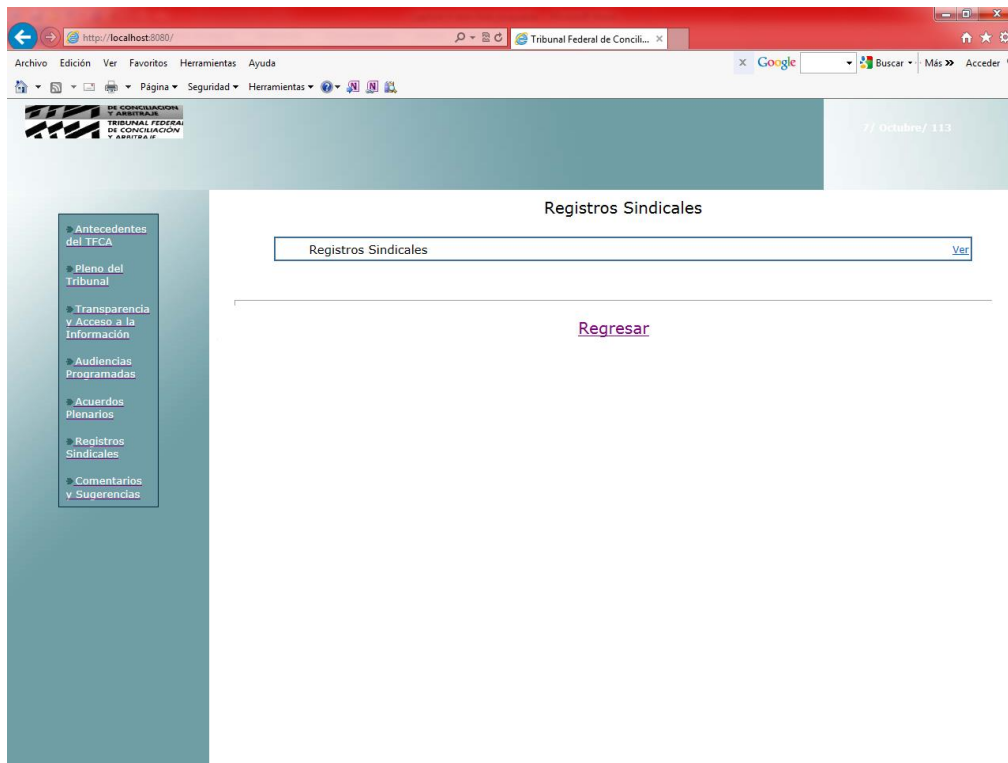 http://localhost:8080/
Tribunal Federal de Concili...
Archivo Edición Ver Favoritos Herramientas Ayuda
x Google Buscar Más Acceder
Página Seguridad Herramientas
DE CONCILIACION
Y ARBITRAJE
TRIBUNAL FEDERAL
DE CONCILIACIÓN
Y ARBITRAJE
// Octubre/ 113
Registros Sindicales
Registros Sindicales Ver
Regresar
Antecedentes
del TFCA
Pleno del
Tribunal
Transparencia
y Acceso a la
Información
Audiencias
Programadas
Acuerdos
Plenarios
Registros
Sindicales
Comentarios
y Sugerencias